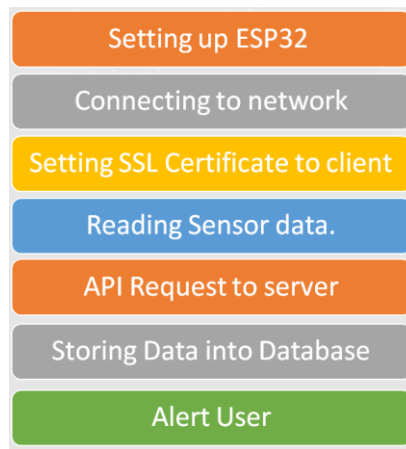 Setting up ESP32
Connecting to network
Setting SSL Certificate to client
Reading Sensor data.
API Request to server
Storing Data into Database
Alert User